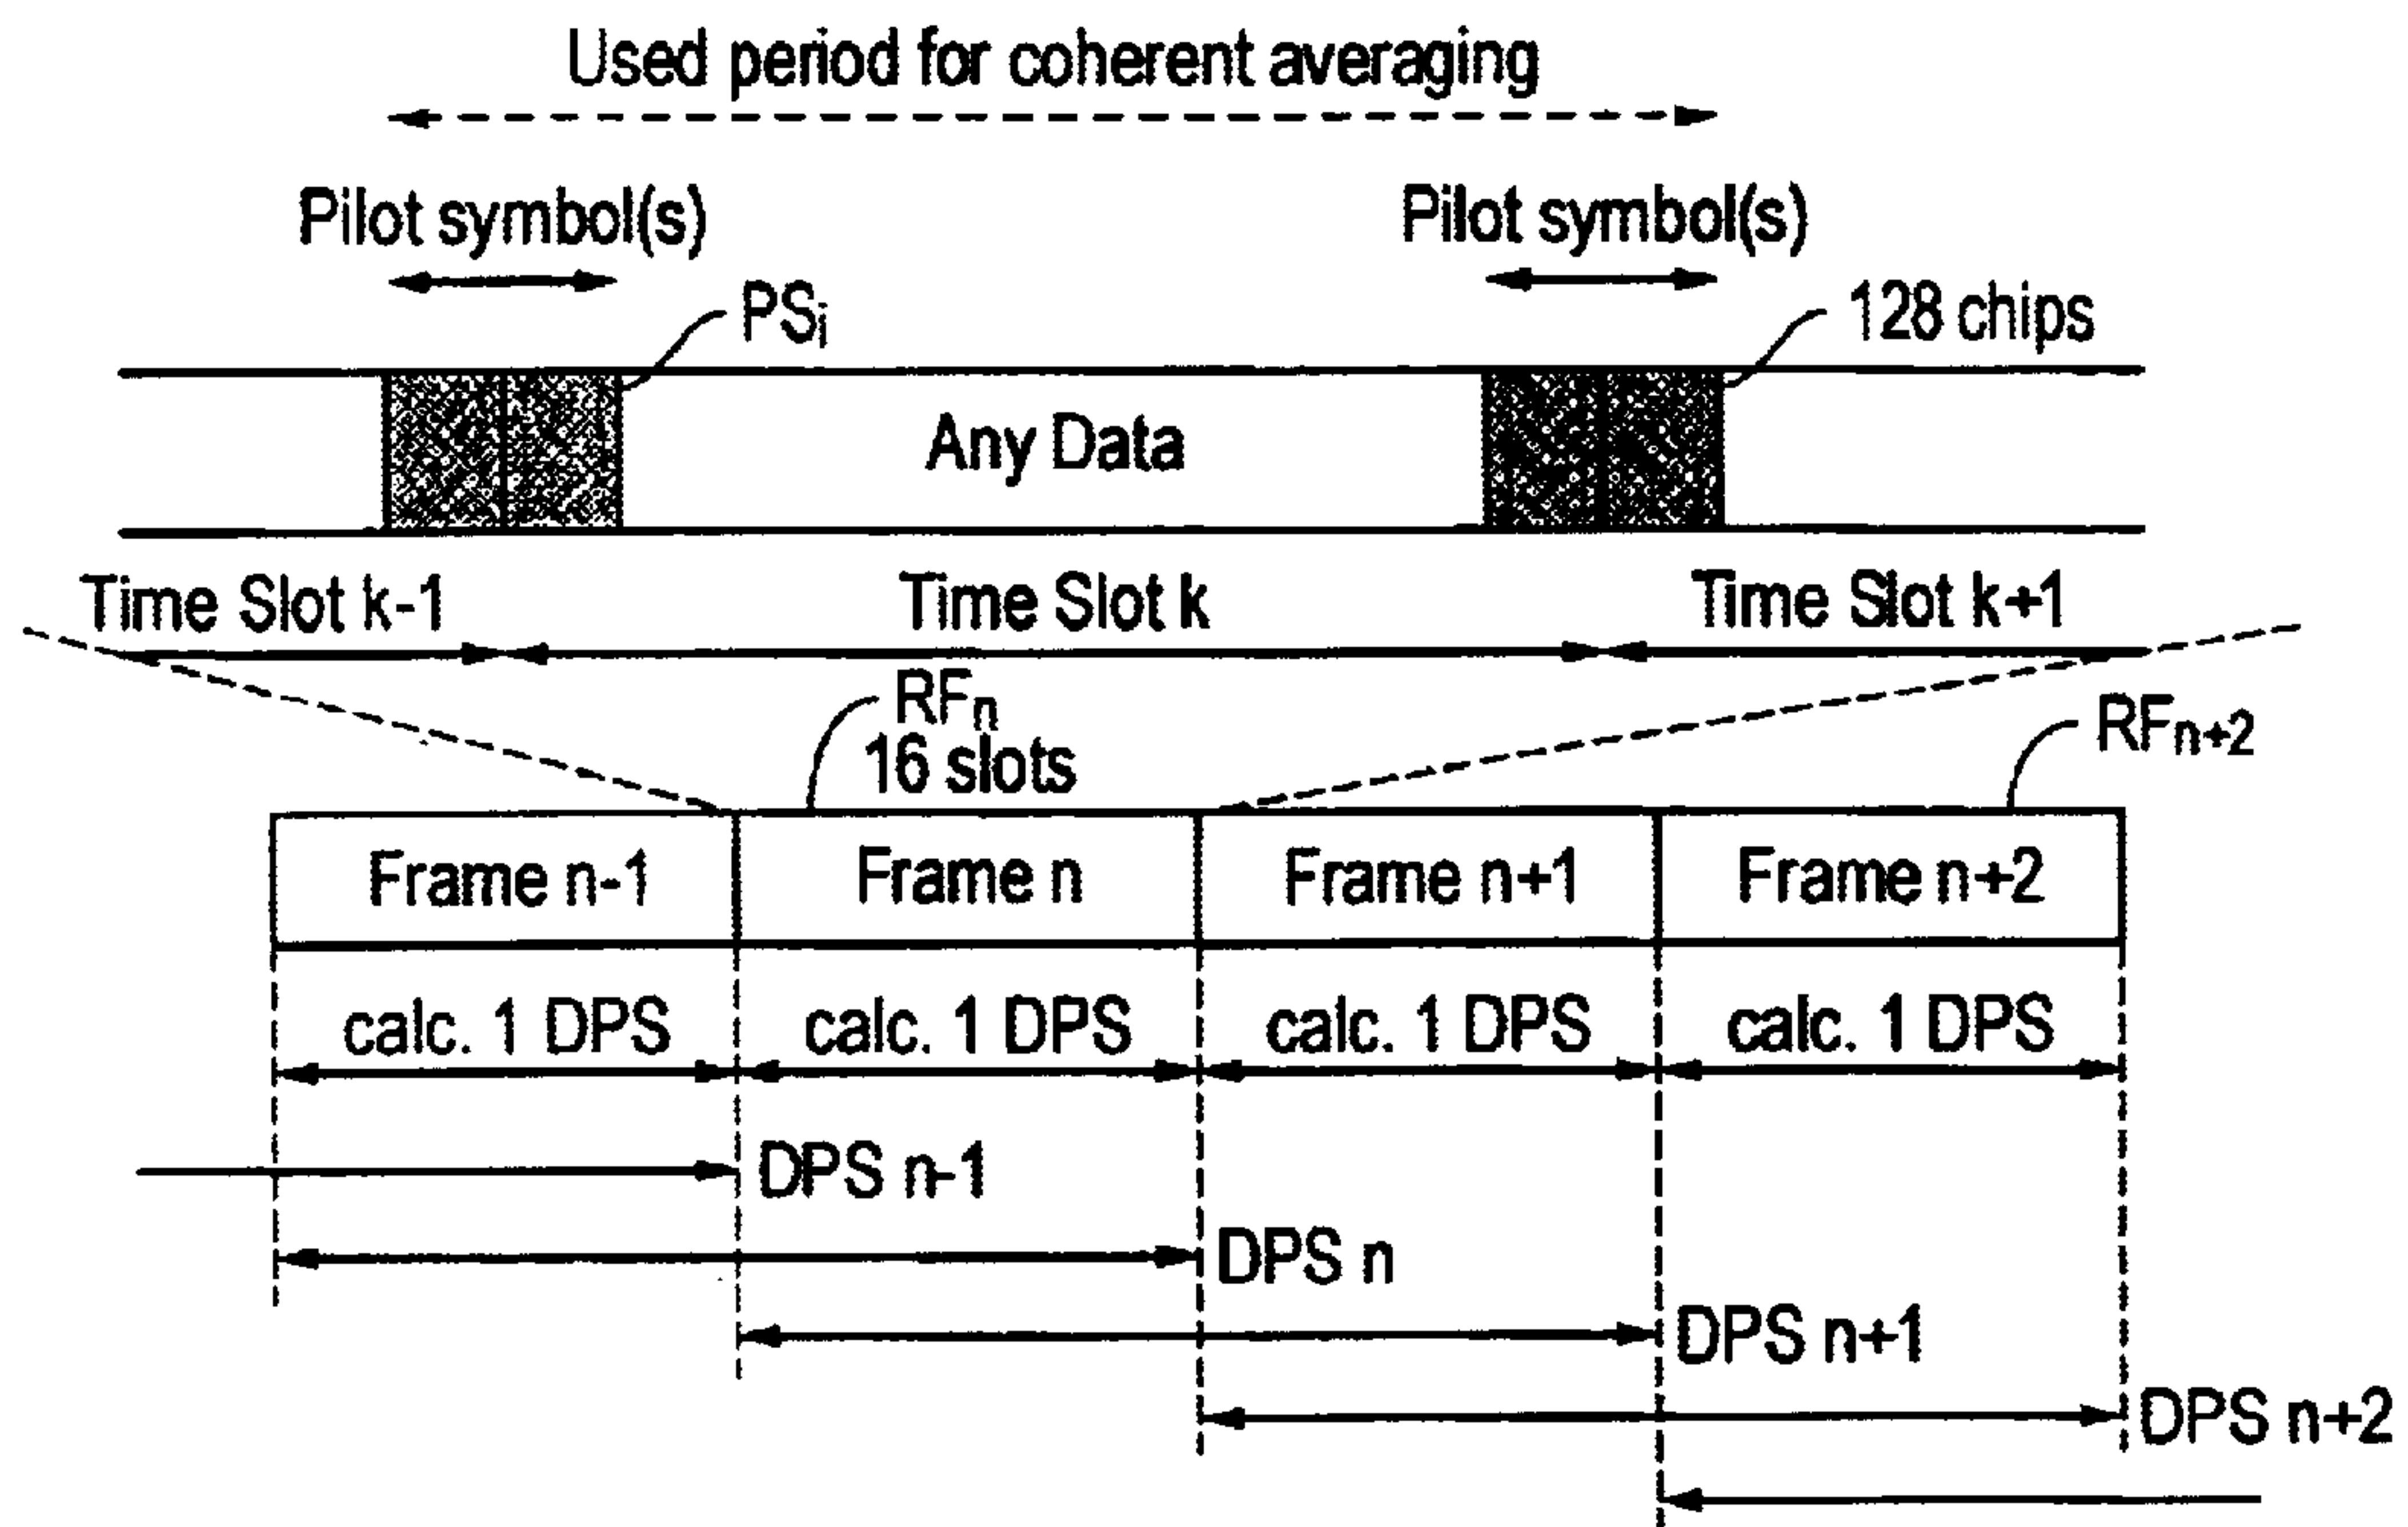 Used period for coherent averaging
Pilot symbol(s)
Pilot symbol(s)
PSi
128 chips
Any Data
Time Slot k-1
Time Slot k
Time Slot k+1
RFn
16 slots
RFn+2
Frame n-1
Frame n
Frame n+1
Frame n+2
calc. 1 DPS
calc. 1 DPS
calc. 1 DPS
calc. 1 DPS
DPS n-1
DPS n
DPS n+1
DPS n+2